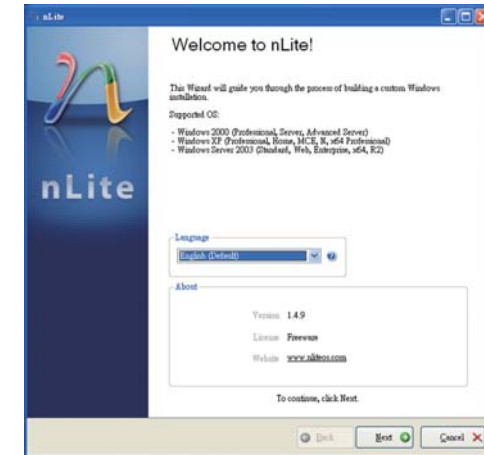 nLite
Welcome to nLite!
This Wizard will guide you through the process of building a custom Windows
installation.
Supported OS:
- Windows 2000 (Professional, Server, Advanced Server)
- Windows XP (Professional, Home, MCE, N, x64 Professional)
- Windows Server 2003 (Standard, Web, Enterprise, x64, R2)
nLite
Language
English (Default)
About
Version 1.4.9
License Freeware
Website www.nliteos.com
To continue, click Next.
Back Next Cancel